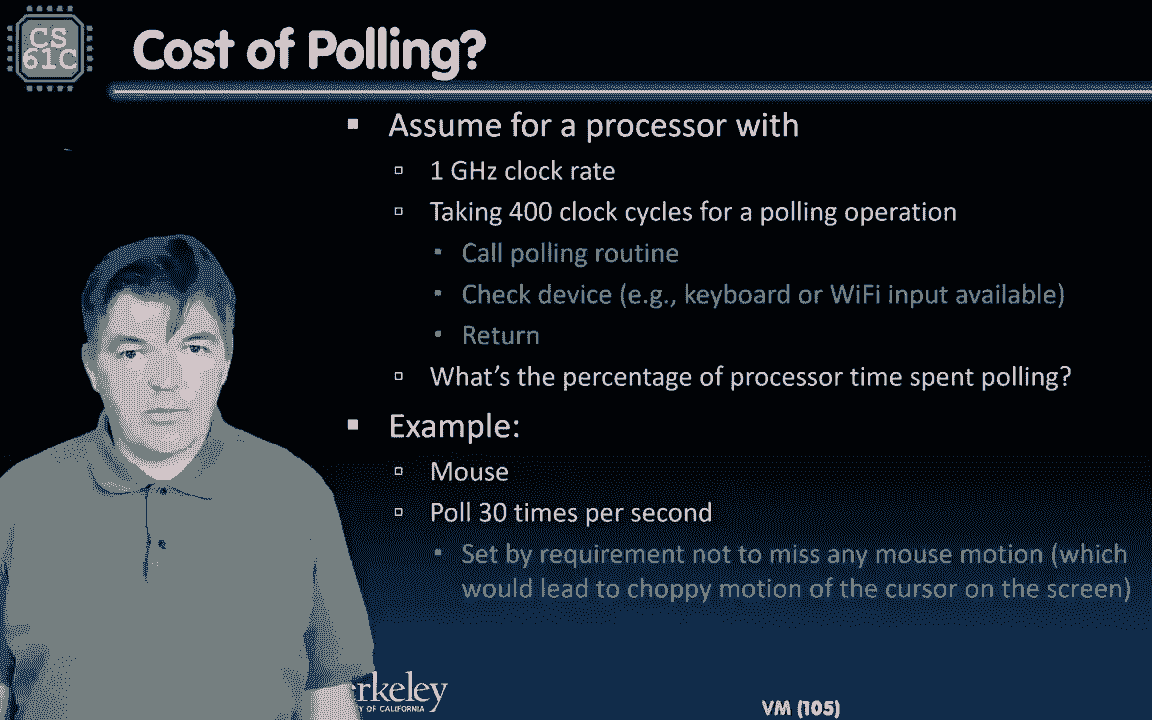 CS
61C
Cost of Polling?
Assume for a processor with
1 GHz clock rate
Taking 400 clock cycles for a polling operation
Call polling routine
Check device (e.g., keyboard or WiFi input available)
Return
What's the percentage of processor time spent polling?
Example:
Mouse
Poll 30 times per second
Set by requirement not to miss any mouse motion (which
would lead to choppy motion of the cursor on the screen)
erkeley
Y OF CALIFORNIA
VM (105)